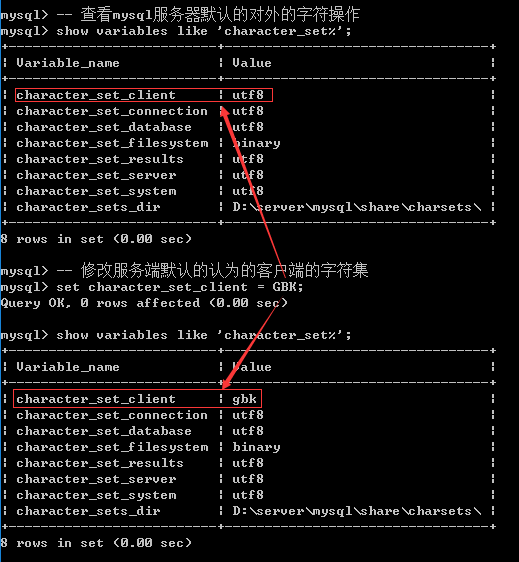 mysql> -- 查看mysql服务器默认的对外的字符操作
mysql> show variables like 'character_set%';
+--------------------------+---------------------------------+
| Variable_name            | Value                           |
+--------------------------+---------------------------------+
| character_set_client     | utf8                            |
| character_set_connection | utf8                            |
| character_set_database   | utf8                            |
| character_set_filesystem | binary                          |
| character_set_results    | utf8                            |
| character_set_server     | utf8                            |
| character_set_system     | utf8                            |
| character_sets_dir       | D:\server\mysql\share\charsets\ |
+--------------------------+---------------------------------+
8 rows in set (0.00 sec)
mysql> -- 修改服务端默认的认为的客户端的字符集
mysql> set character_set_client = GBK;
Query OK, 0 rows affected (0.00 sec)
mysql> show variables like 'character_set%';
+--------------------------+---------------------------------+
| Variable_name            | Value                           |
+--------------------------+---------------------------------+
| character_set_client     | gbk                             |
| character_set_connection | utf8                            |
| character_set_database   | utf8                            |
| character_set_filesystem | binary                          |
| character_set_results    | utf8                            |
| character_set_server     | utf8                            |
| character_set_system     | utf8                            |
| character_sets_dir       | D:\server\mysql\share\charsets\ |
+--------------------------+---------------------------------+
8 rows in set (0.00 sec)